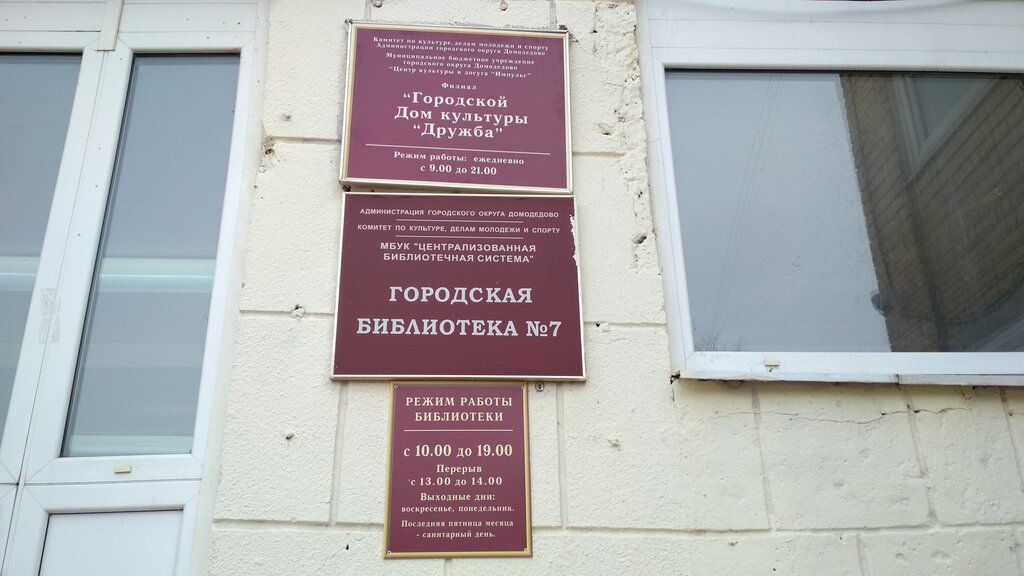 Комитет по культуре, делам молодежи и спорту
Администрации городского округа Домодедово
Муниципальное бюджетное учреждение
городского округа Домодедово
"Центр культуры и досуга "Импульс"
Филиал
"Городской
Дом культуры
"Дружба"
Режим работы: ежедневно
с 9.00 до 21.00
АДМИНИСТРАЦИЯ ГОРОДСКОГО ОКРУГА ДОМОДЕДОВО
КОМИТЕТ ПО КУЛЬТУРЕ, ДЕЛАМ МОЛОДЕЖИ И СПОРТУ
МБУК "ЦЕНТРАЛИЗОВАННАЯ
БИБЛИОТЕЧНАЯ СИСТЕМА"
ГОРОДСКАЯ
БИБЛИОТЕКА №7
РЕЖИМ РАБОТЫ
БИБЛИОТЕКИ
с 10.00 до 19.00
Перерыв
с 13.00 до 14.00
Выходные дни:
воскресенье, понедельник.
Последняя пятница месяца
- санитарный день.